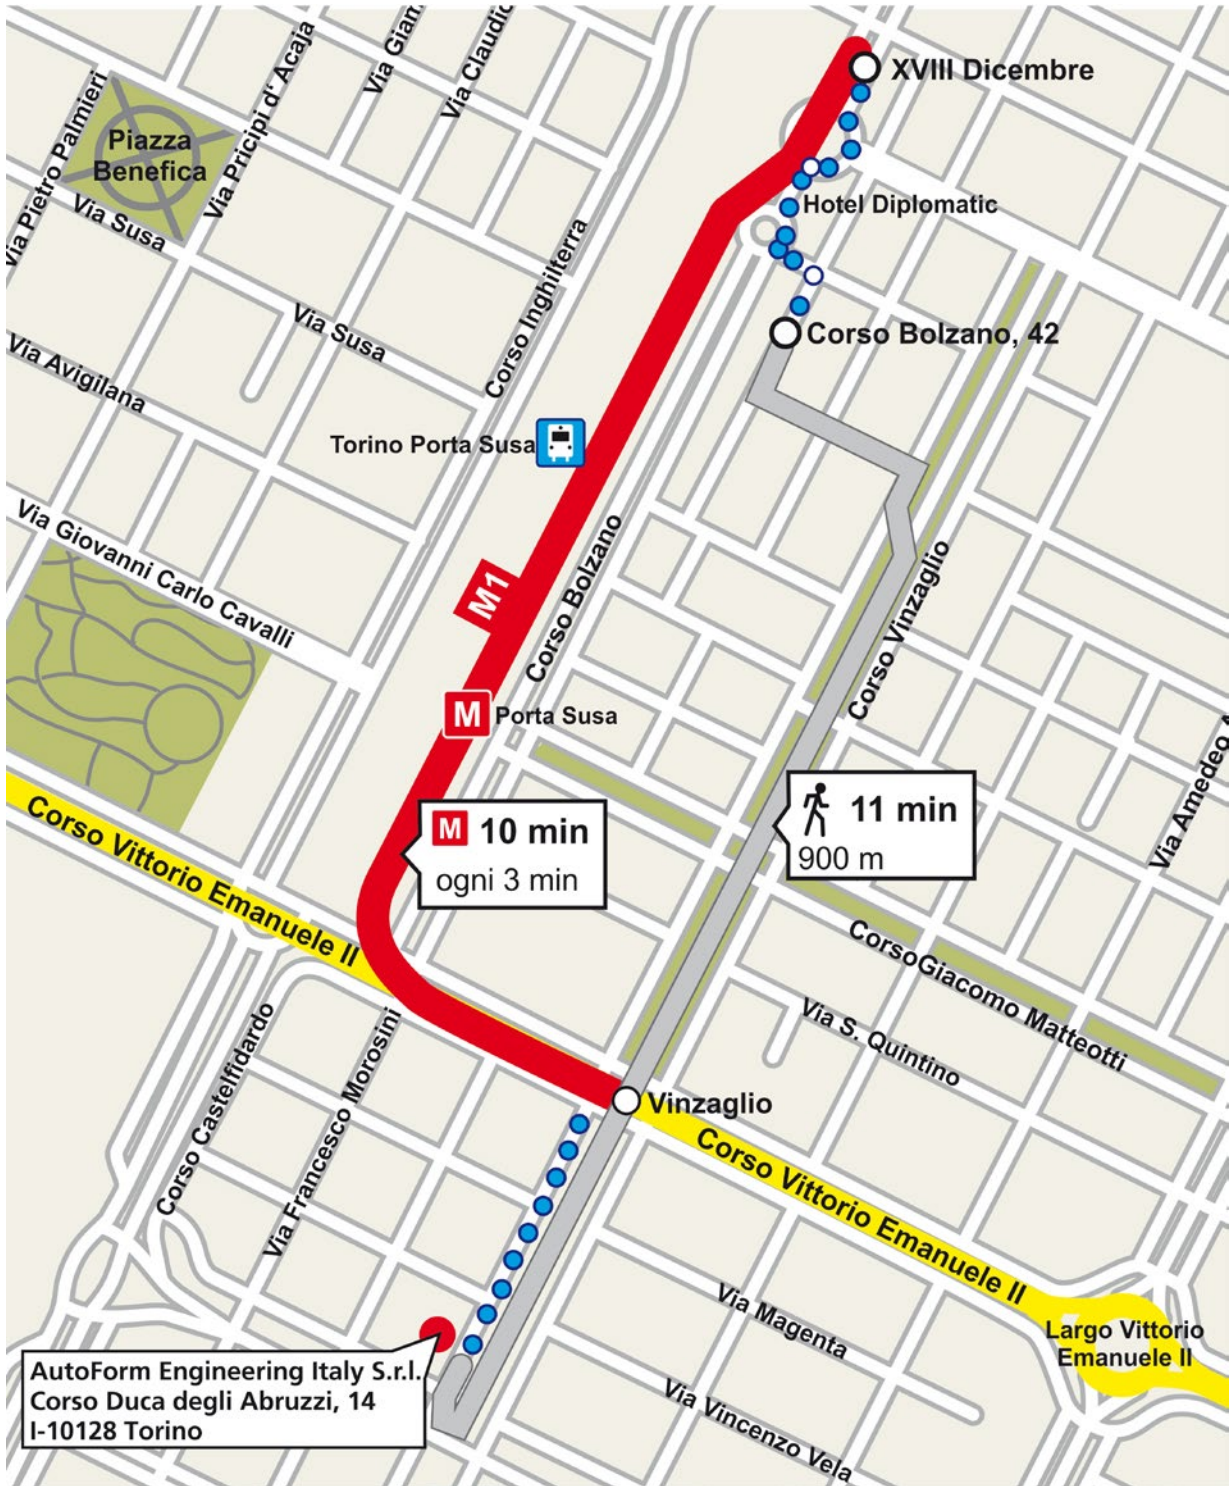 XVIII Dicembre
Via Pietro Palmieri
Piazza
Benefica
Via Pricipi d' Acaja
Via Susa
Hotel Diplomatic
Corso Inghilterra
Via Susa
Corso Bolzano, 42
Via Avigilana
Torino Porta Susa
Via Giovanni Carlo Cavalli
M1
Corso Bolzano
Corso Vinzaglio
M Porta Susa
M 10 min
ogni 3 min
11 min
900 m
Corso Vittorio Emanuele II
CorsoGiacomo Matteotti
Via S. Quintino
Corso Castelfidardo
Via Francesco Morosini
Vinzaglio
Corso Vittorio Emanuele II
Via Magenta
Largo Vittorio
Emanuele II
Via Vincenzo Vela
AutoForm Engineering Italy S.r.l.
Corso Duca degli Abruzzi, 14
I-10128 Torino
Via Claudio
Via Amedeo